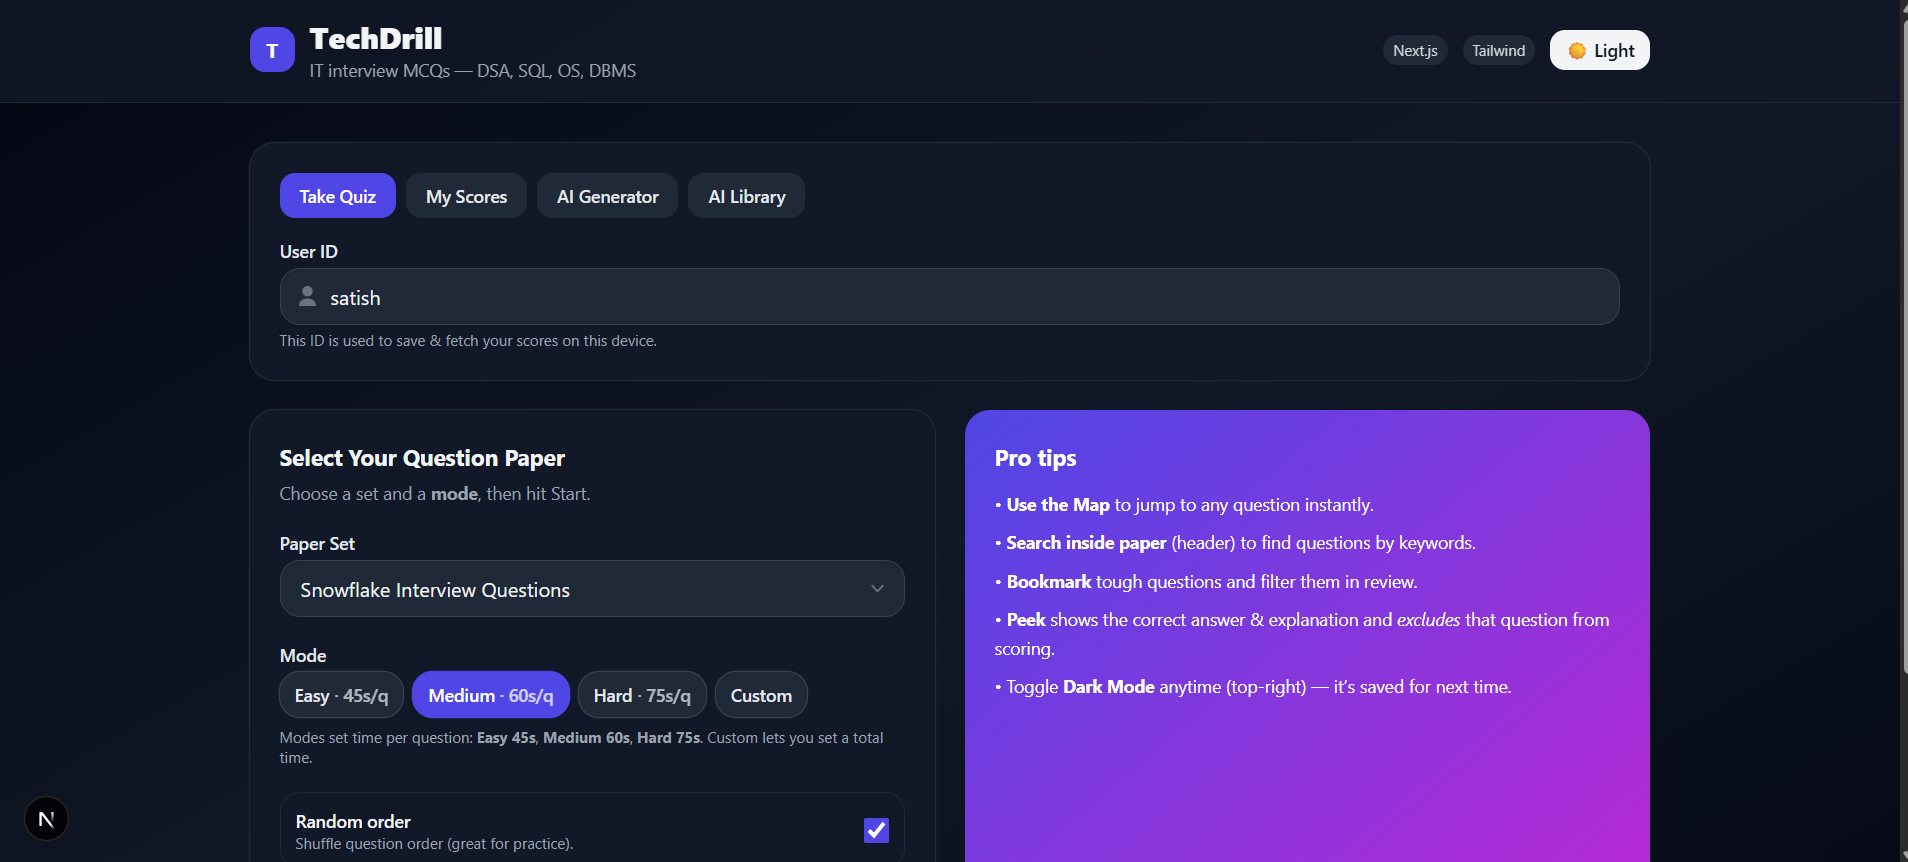 T
TechDrill
IT interview MCQs — DSA, SQL, OS, DBMS
Next.js
Tailwind
Light
Take Quiz
My Scores
AI Generator
AI Library
User ID
satish
This ID is used to save & fetch your scores on this device.
Select Your Question Paper
Choose a set and a mode, then hit Start.
Paper Set
Snowflake Interview Questions
Mode
Easy · 45s/q
Medium · 60s/q
Hard · 75s/q
Custom
Modes set time per question: Easy 45s, Medium 60s, Hard 75s. Custom lets you set a total
time.
Random order
Shuffle question order (great for practice).
Pro tips
• Use the Map to jump to any question instantly.
• Search inside paper (header) to find questions by keywords.
• Bookmark tough questions and filter them in review.
• Peek shows the correct answer & explanation and excludes that question from
scoring.
• Toggle Dark Mode anytime (top-right) — it’s saved for next time.
N